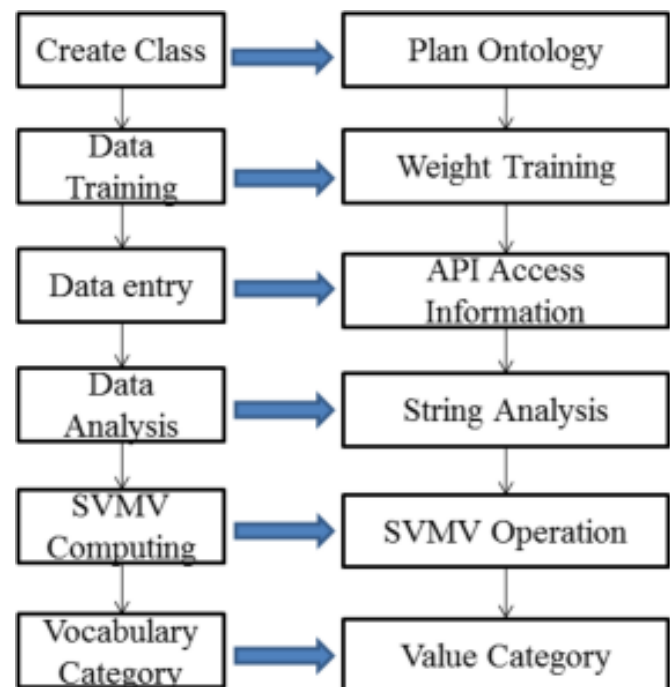 Create Class
Plan Ontology
Data
Training
Weight Training
Data entry
API Access
Information
Data
Analysis
String Analysis
SVMV
Computing
SVMV Operation
Vocabulary
Category
Value Category